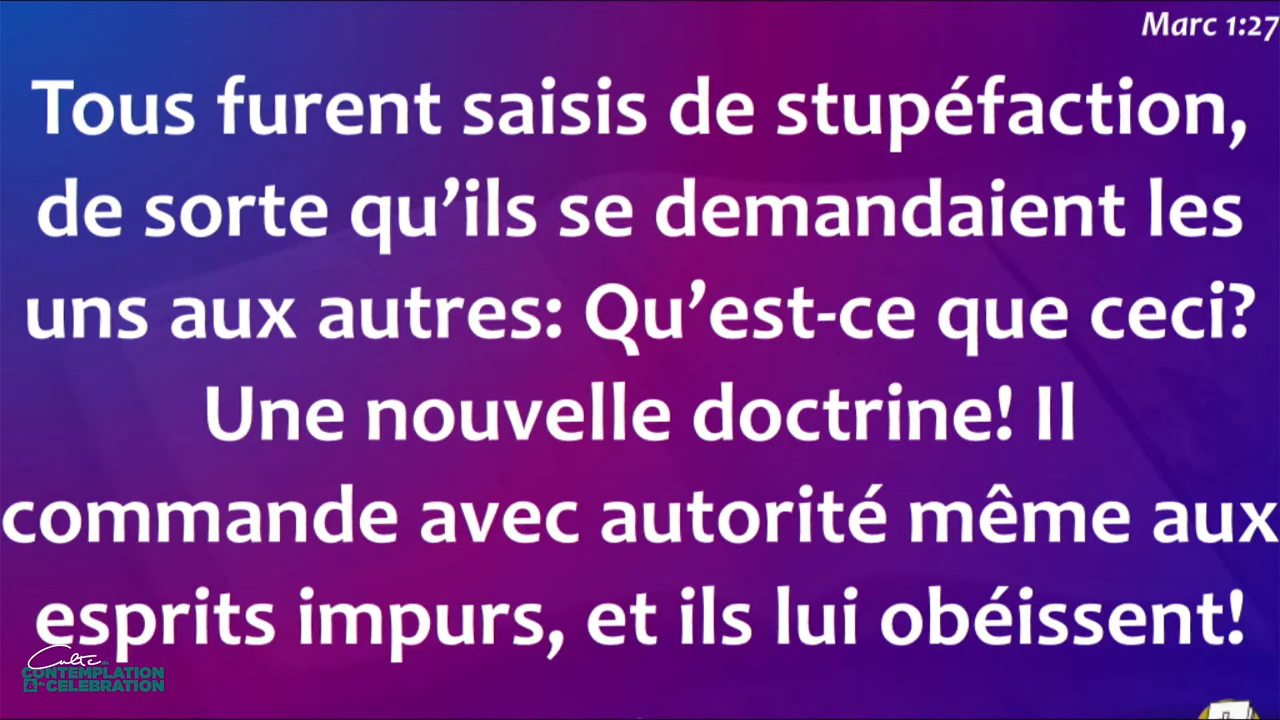 Marc 1:27
Tous furent saisis de stupéfaction,
de sorte qu’ils se demandaient les
uns aux autres: Qu’est-ce que ceci?
Une nouvelle doctrine! Il
commande avec autorité même aux
esprits impurs, et ils lui obéissent!
Culte
CONTEMPLATION
CELEBRATION